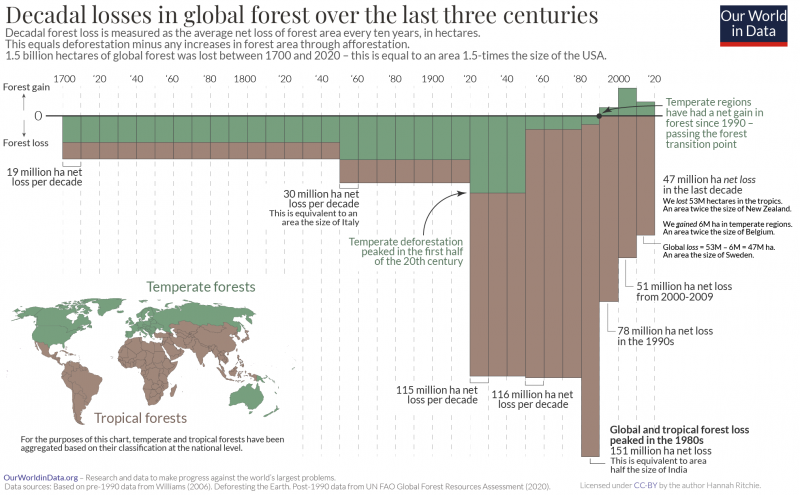 Decadal losses in global forest over the last three centuries
Our World
in Data
Decadal forest loss is measured as the average net loss of forest area every ten years, in hectares.
This equals deforestation minus any increases in forest area through afforestation.
1.5 billion hectares of global forest was lost between 1700 and 2020 – this is equal to an area 1.5-times the size of the USA.
1700 '20 '40 '60 '80 1800 '20 '40 '60 '80 1900 '20 '40 '60 '80 2000 '20
Forest gain
0
Forest loss
Temperate regions
have had a net gain in
forest since 1990 –
passing the forest
transition point
19 million ha net
loss per decade
30 million ha net
loss per decade
This is equivalent to an
area the size of Italy
Temperate deforestation
peaked in the first half
of the 20th century
47 million ha net loss
in the last decade
We lost 53M hectares in the tropics.
An area twice the size of New Zealand.
We gained 6M ha in temperate regions.
An area twice the size of Belgium.
Global loss = 53M – 6M = 47M ha.
An area the size of Sweden.
51 million ha net loss
from 2000-2009
78 million ha net loss
in the 1990s
115 million ha net
loss per decade
116 million ha net
loss per decade
Global and tropical forest loss
peaked in the 1980s
151 million ha net loss
This is equivalent to area
half the size of India
Temperate forests
Tropical forests
For the purposes of this chart, temperate and tropical forests have been
aggregated based on their classification at the national level.
OurWorldinData.org – Research and data to make progress against the world's largest problems.
Data sources: Based on pre-1990 data from Williams (2006). Deforesting the Earth. Post-1990 data from UN FAO Global Forest Resources Assessment (2020).
Licensed under CC-BY by the author Hannah Ritchie.